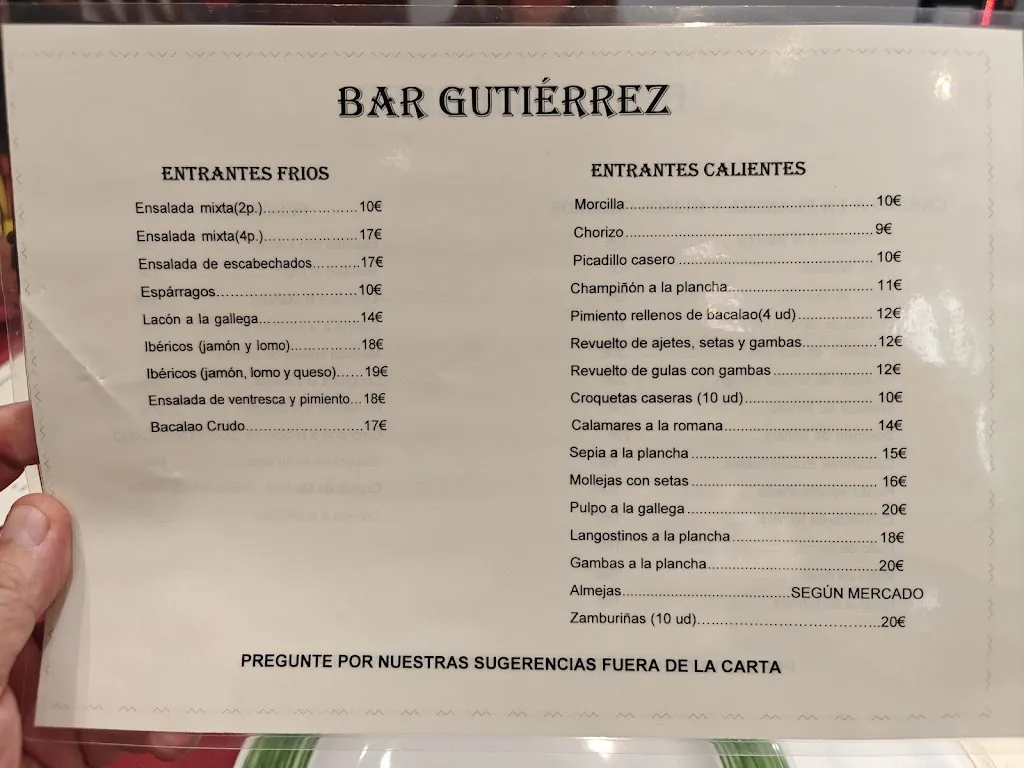 BAR GUTIÉRREZ
ENTRANTES FRIOS
Ensalada mixta(2p.)......................10€
Ensalada mixta(4p.)......................17€
Ensalada de escabechados...........17€
Espárragos.................................10€
Lacón a la gallega.......................14€
Ibéricos (jamón y lomo)................18€
Ibéricos (jamón, lomo y queso)......19€
Ensalada de ventresca y pimiento...18€
Bacalao Crudo............................17€
ENTRANTES CALIENTES
Morcilla..........................................................10€
Chorizo..........................................................9€
Picadillo casero .............................................10€
Champiñón a la plancha..................................11€
Pimiento rellenos de bacalao(4 ud)..................12€
Revuelto de ajetes, setas y gambas.................12€
Revuelto de gulas con gambas .......................12€
Croquetas caseras (10 ud)..............................10€
Calamares a la romana...................................14€
Sepia a la plancha ..........................................15€
Mollejas con setas ..........................................16€
Pulpo a la gallega...........................................20€
Langostinos a la plancha.................................18€
Gambas a la plancha.......................................20€
Almejas.........................................SEGÚN MERCADO
Zamburiñas (10 ud).........................................20€
PREGUNTE POR NUESTRAS SUGERENCIAS FUERA DE LA CARTA